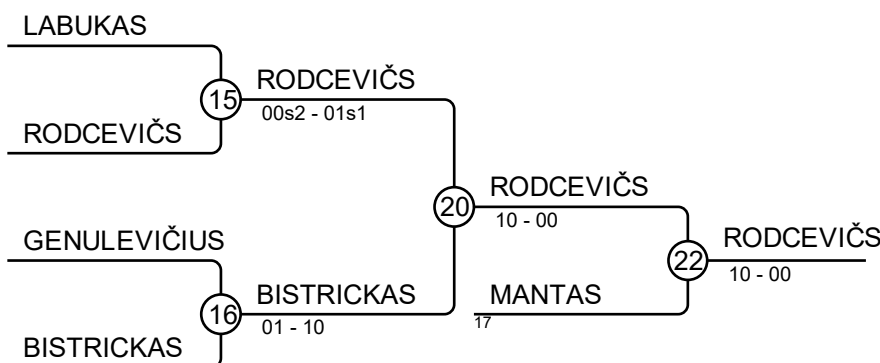 LABUKAS
15
RODCEVIČS
00s2 - 01s1
RODCEVIČS
20
RODCEVIČS
10 - 00
GENULEVIČIUS
16
BISTRICKAS
01 - 10
BISTRICKAS
MANTAS
17
22
RODCEVIČS
10 - 00